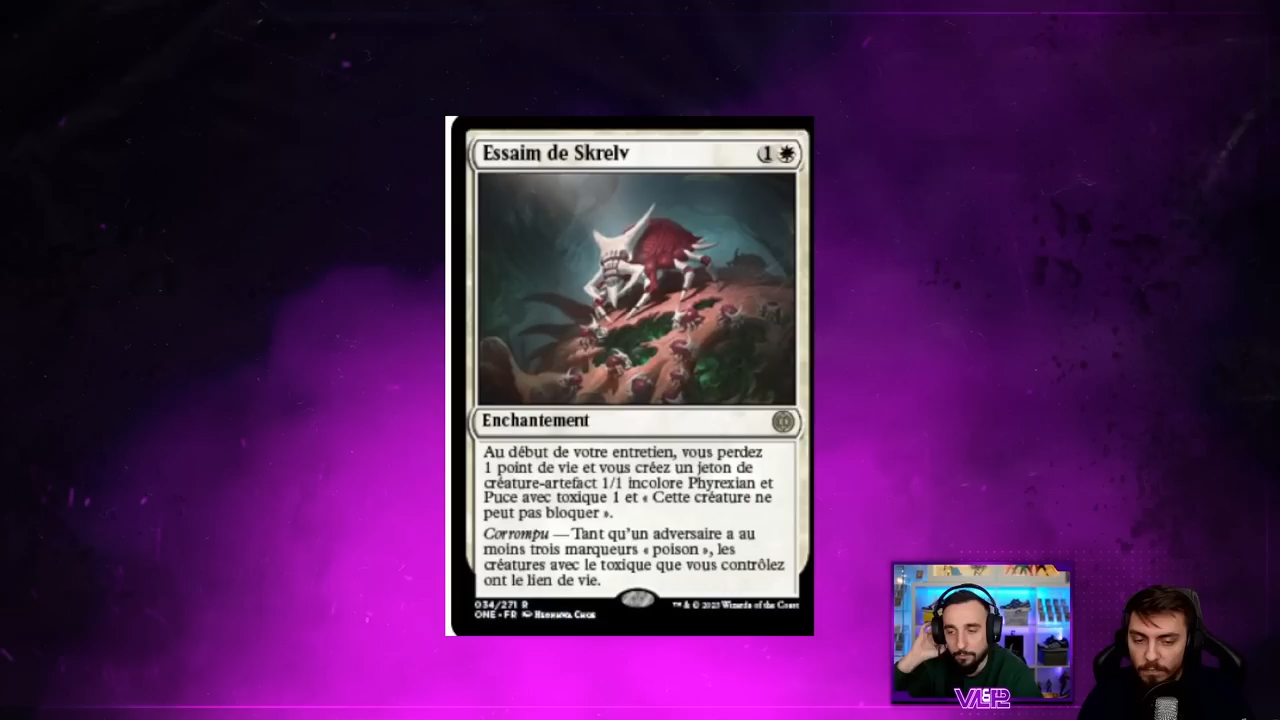 Essaim de Skrelv 1
Enchantement
Au début de votre entretien, vous perdez
1 point de vie et vous créez un jeton de
créature-artefact 1/1 incolore Phyrexian et
Puce avec toxique 1 et « Cette créature ne
peut pas bloquer ».
Corrompu — Tant qu'un adversaire a au
moins trois marqueurs « poison », les
créatures avec le toxique que vous contrôlez
ont le lien de vie.
034/271 R
™ & © 2023 Wizards of the Coast
ONE • FR